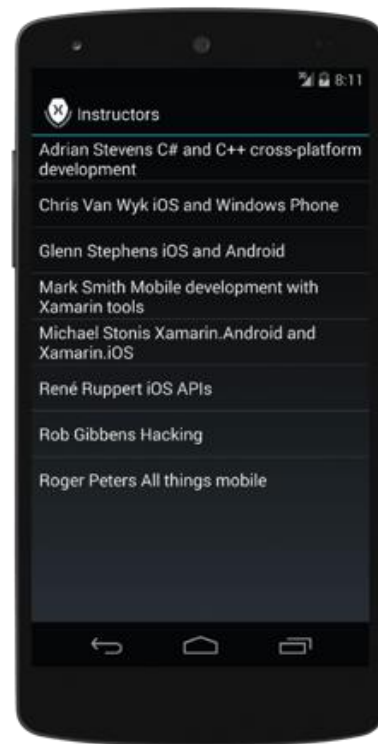 8:11
Instructors
Adrian Stevens C# and C++ cross-platform
development
Chris Van Wyk iOS and Windows Phone
Glenn Stephens iOS and Android
Mark Smith Mobile development with
Xamarin tools
Michael Stonis Xamarin.Android and
Xamarin.iOS
René Ruppert iOS APIs
Rob Gibbens Hacking
Roger Peters All things mobile